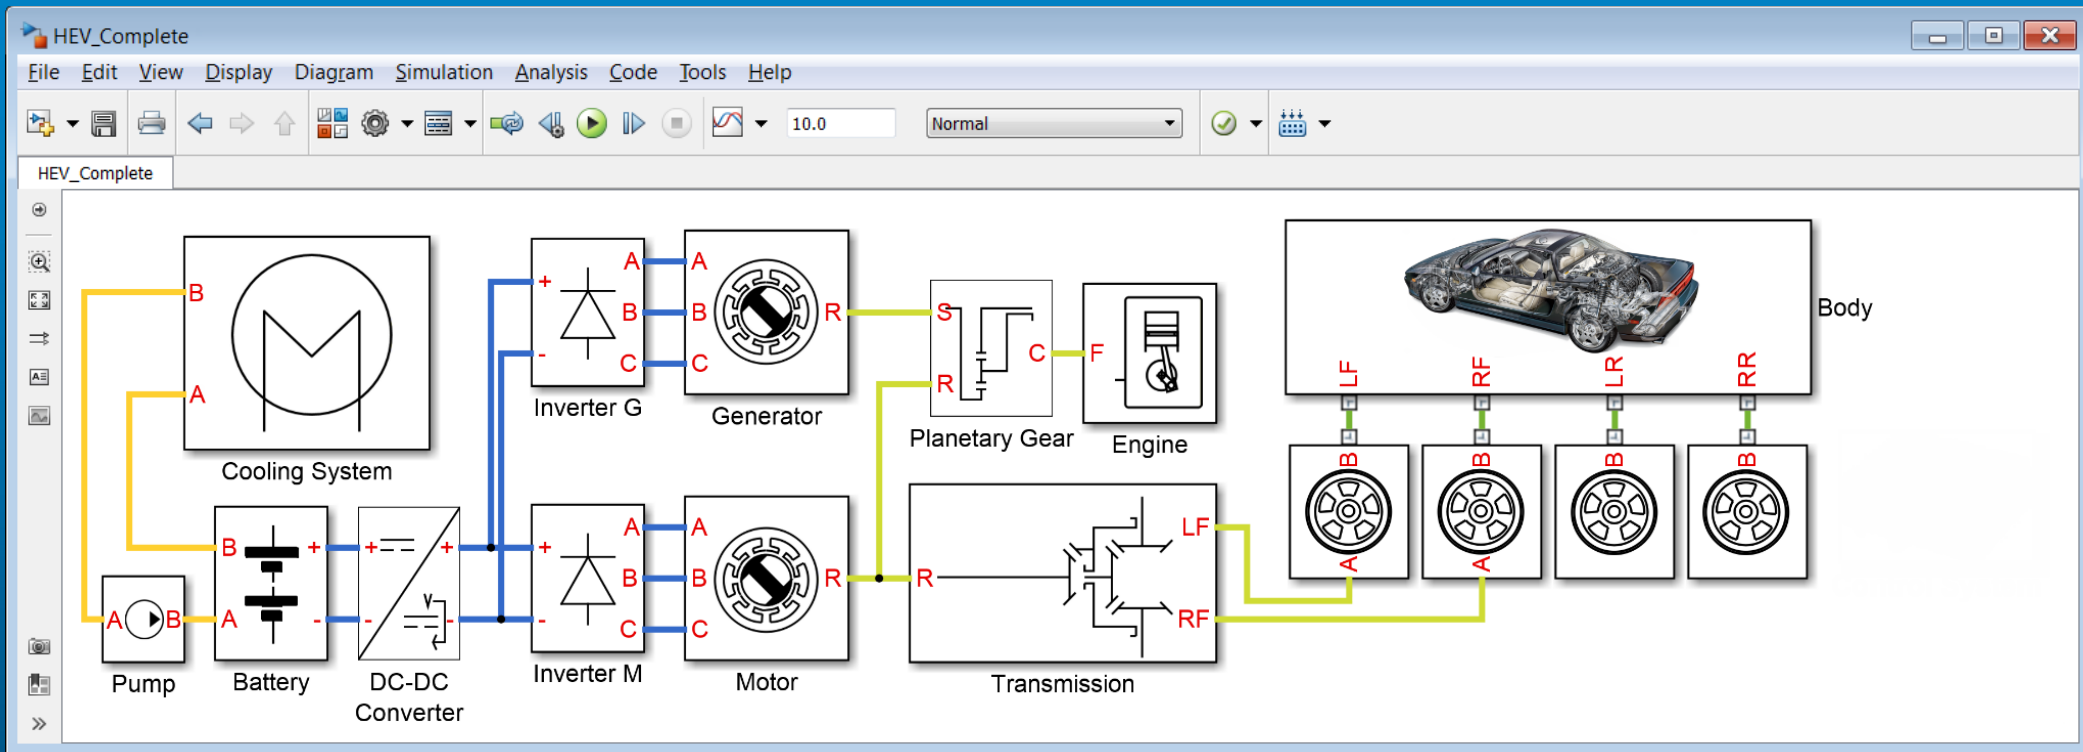 HEV_Complete
File Edit View Display Diagram Simulation Analysis Code Tools Help
10.0 Normal
HEV_Complete
B
A
Cooling System
A B
Pump
B + 
A -
Battery
+ +
- -
V
DC-DC
Converter
+ A
B
- C
Inverter G
A
B R
C
Generator
+ A
B
- C
Inverter M
A
B R
C
Motor
S
C
R
Planetary Gear
F
Engine
R LF
RF
Transmission
LF RF LR RR
Body
B B B B
A A